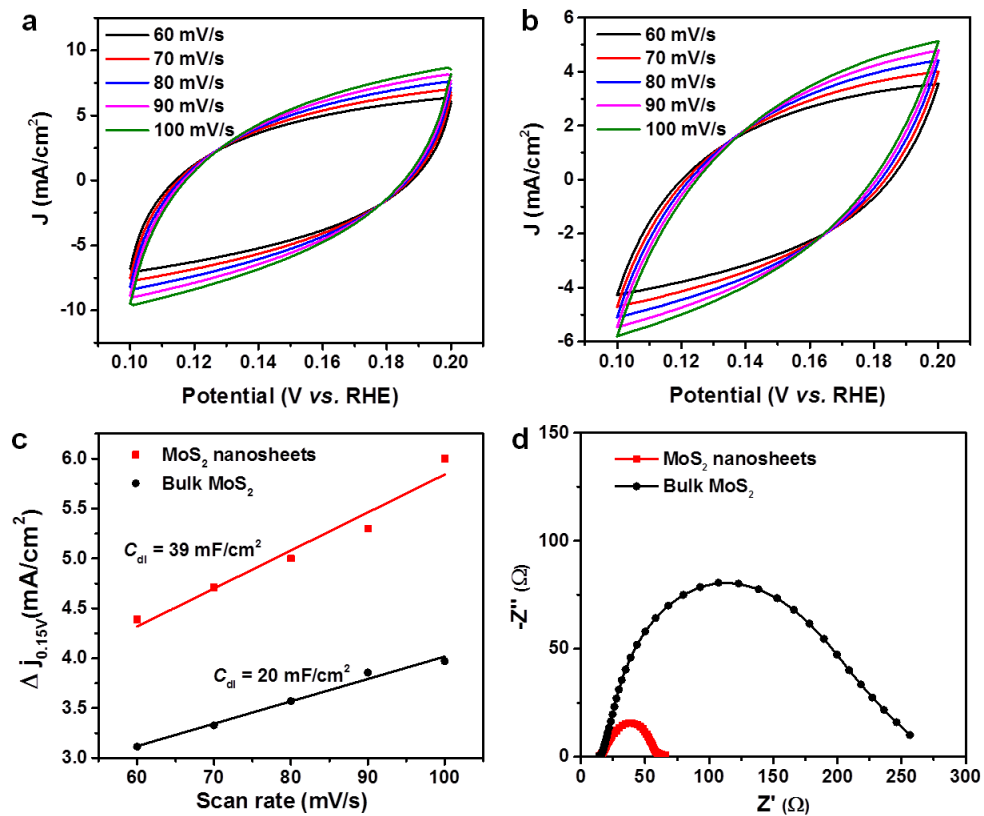 a
60 mV/s
70 mV/s
80 mV/s
90 mV/s
100 mV/s
10
5
0
-5
-10
J (mA/cm²)
0.10 0.12 0.14 0.16 0.18 0.20
Potential (V vs. RHE)
b
60 mV/s
70 mV/s
80 mV/s
90 mV/s
100 mV/s
6
4
2
0
-2
-4
-6
J (mA/cm²)
0.10 0.12 0.14 0.16 0.18 0.20
Potential (V vs. RHE)
c
MoS₂ nanosheets
Bulk MoS₂
Cdl = 39 mF/cm²
Cdl = 20 mF/cm²
6.0
5.5
5.0
4.5
4.0
3.5
3.0
Δ j0.15V(mA/cm²)
60 70 80 90 100
Scan rate (mV/s)
d
MoS₂ nanosheets
Bulk MoS₂
-150
-100
-50
0
-Z'' (Ω)
0 50 100 150 200 250 300
Z' (Ω)